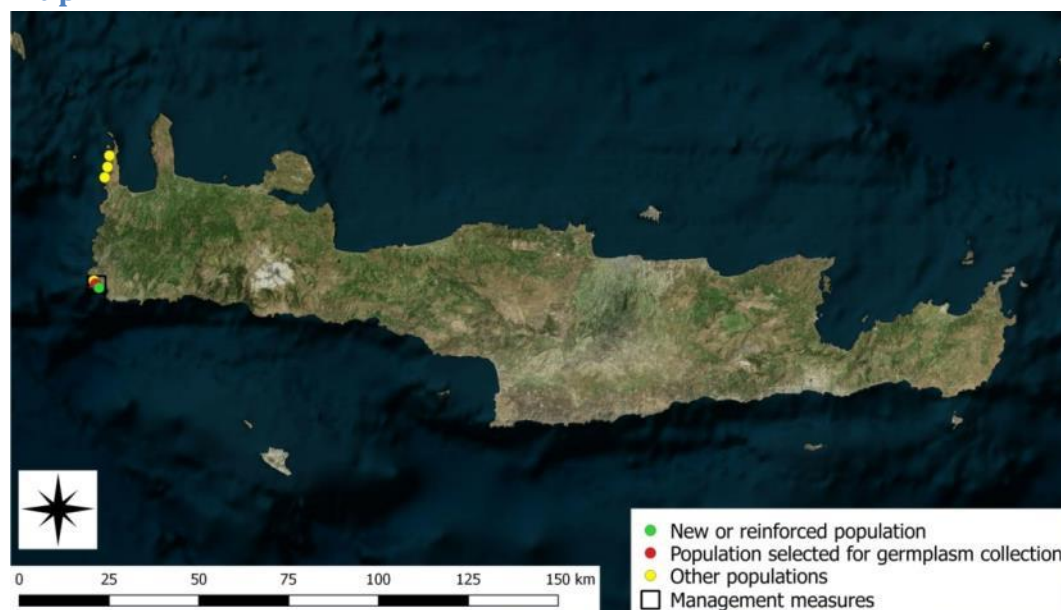 New or reinforced population
Population selected for germplasm collection
Other populations
Management measures
0 25 50 75 100 125 150 km